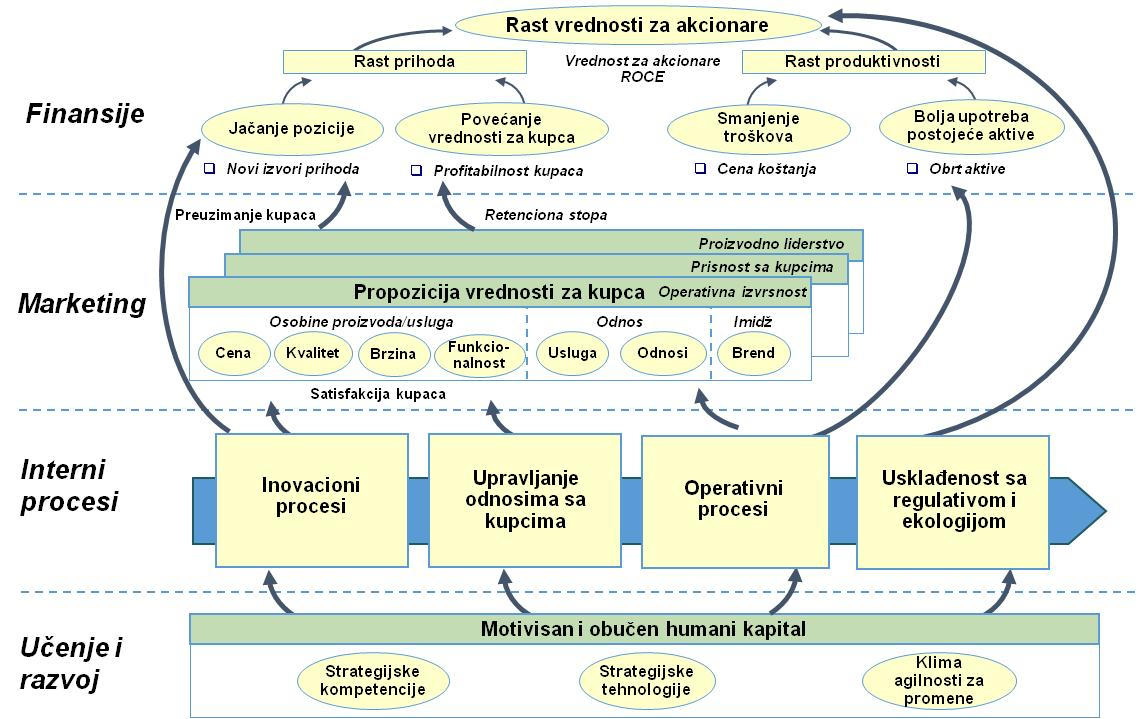 Rast vrednosti za akcionare
Rast prihoda
Vrednost za akcionare
ROCE
Rast produktivnosti
Finansije
Jačanje pozicije
Povećanje
vrednosti za kupca
Smanjenje
troškova
Bolja upotreba
postojeće aktive
Novi izvori prihoda
Profitabilnost kupaca
Cena koštanja
Obrt aktive
Preuzimanje kupaca
Retenciona stopa
Marketing
Proizvodno liderstvo
Prisnost sa kupcima
Propozicija vrednosti za kupca
Operativna izvrsnost
Osobine proizvoda/usluga
Odnos
Imidž
Cena
Kvalitet
Brzina
Funkcio-
nalnost
Usluga
Odnosi
Brend
Satisfakcija kupaca
Interni
procesi
Inovacioni
procesi
Upravljanje
odnosima sa
kupcima
Operativni
procesi
Usklađenost sa
regulativom i
ekologijom
Učenje i
razvoj
Motivisan i obučen humani kapital
Strategijske
kompetencije
Strategijske
tehnologije
Klima
agilnosti za
promene